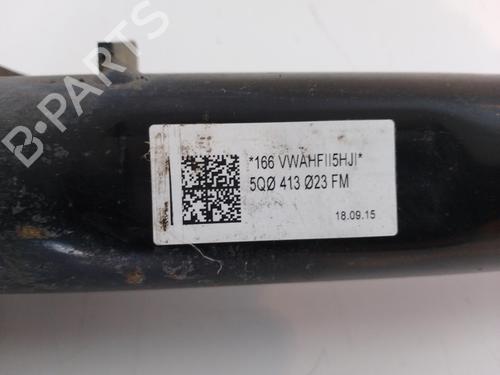 B-PARTS
*166 VWAHFII5HJI*
5QØ 413 Ø23 FM
18.09.15